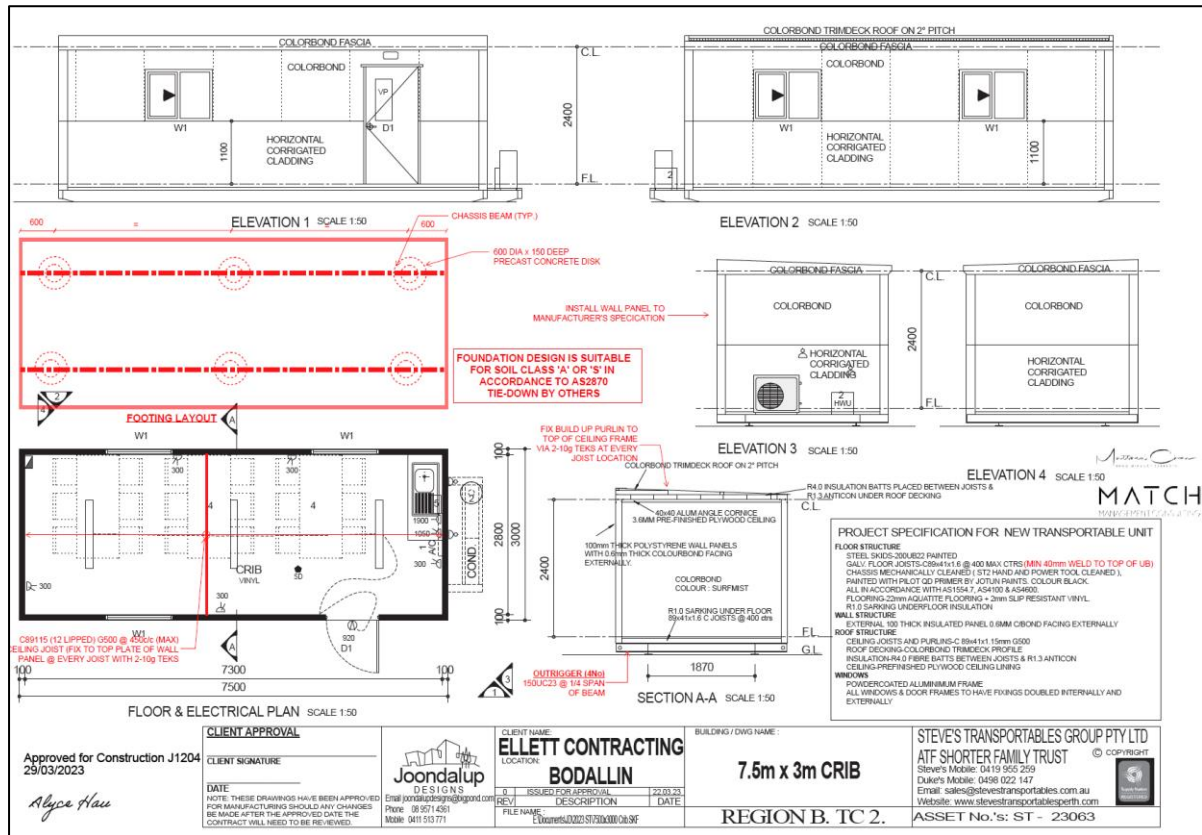 COLORBOND FASCIA
COLORBOND
VP
W1
D1
HORIZONTAL
CORRIGATED
CLADDING
1100
C.L.
2400
F.L.
ELEVATION 1 SCALE 1:50
COLORBOND TRIMDECK ROOF ON 2° PITCH
COLORBOND FASCIA
COLORBOND
W1
W1
HORIZONTAL
CORRIGATED
CLADDING
1100
2
ELEVATION 2 SCALE 1:50
600
=
=
600
CHASSIS BEAM (TYP.)
600 DIA x 150 DEEP
PRECAST CONCRETE DISK
FOUNDATION DESIGN IS SUITABLE
FOR SOIL CLASS 'A' OR 'S' IN
ACCORDANCE TO AS2870
TIE-DOWN BY OTHERS
FOOTING LAYOUT
INSTALL WALL PANEL TO
MANUFACTURER'S SPECICATION
COLORBOND FASCIA
COLORBOND
HORIZONTAL
CORRIGATED
CLADDING
2
HWU
C.L.
2400
F.L.
ELEVATION 3 SCALE 1:50
COLORBOND FASCIA
COLORBOND
HORIZONTAL
CORRIGATED
CLADDING
ELEVATION 4 SCALE 1:50
MATCH
MANAGEMENT CONSULTING
2
4
A
W1
W1
300
300
4
4
CRIB
VINYL
SD
300
300
1900
1050
300
A/C
COND.
100
2800
3000
100
W1
A
920
D1
3
1
C89115 (12 LIPPED) G500 @ 450c/c (MAX)
CEILING JOIST (FIX TO TOP PLATE OF WALL
PANEL @ EVERY JOIST WITH 2-10g TEKS
100
7300
100
7500
FLOOR & ELECTRICAL PLAN SCALE 1:50
FIX BUILD UP PURLIN TO
TOP OF CEILING FRAME
VIA 2-10g TEKS AT EVERY
JOIST LOCATION
COLORBOND TRIMDECK ROOF ON 2° PITCH
R4.0 INSULATION BATTS PLACED BETWEEN JOISTS &
R1.3 ANTICON UNDER ROOF DECKING
C.L.
40x40 ALUM ANGLE CORNICE
3.6MM PRE-FINISHED PLYWOOD CEILING
100mm THICK POLYSTYRENE WALL PANELS
WITH 0.6mm THICK COLOURBOND FACING
EXTERNALLY.
2400
COLORBOND
COLOUR : SURFMIST
R1.0 SARKING UNDER FLOOR
89x41x1.6 C JOISTS @ 400 ctrs
F.L.
G.L.
OUTRIGGER (4No)
150UC23 @ 1/4 SPAN
OF BEAM
1870
SECTION A-A SCALE 1:50
PROJECT SPECIFICATION FOR NEW TRANSPORTABLE UNIT
FLOOR STRUCTURE
STEEL SKIDS-200UB22 PAINTED
GALV. FLOOR JOISTS-C89x41x1.6 @ 400 MAX CTRS (MIN 40mm WELD TO TOP OF UB)
CHASSIS MECHANICALLY CLEANED ( ST2 HAND AND POWER TOOL CLEANED ),
PAINTED WITH PILOT QD PRIMER BY JOTUN PAINTS. COLOUR BLACK.
ALL IN ACCORDANCE WITH AS1554.7, AS4100 & AS4600.
FLOORING-22mm AQUATITE FLOORING + 2mm SLIP RESISTANT VINYL.
R1.0 SARKING UNDERFLOOR INSULATION
WALL STRUCTURE
EXTERNAL 100 THICK INSULATED PANEL 0.6MM C/BOND FACING EXTERNALLY
ROOF STRUCTURE
CEILING JOISTS AND PURLINS-C 89x41x1.15mm G500
ROOF DECKING-COLORBOND TRIMDECK PROFILE
INSULATION-R4.0 FIBRE BATTS BETWEEN JOISTS & R1.3 ANTICON
CEILING-PREFINISHED PLYWOOD CEILING LINING
WINDOWS
POWDERCOATED ALUMINIMUM FRAME
ALL WINDOWS & DOOR FRAMES TO HAVE FIXINGS DOUBLED INTERNALLY AND
EXTERNALLY
Approved for Construction J1204
29/03/2023
Alyce Hau
CLIENT APPROVAL
CLIENT SIGNATURE
DATE
NOTE: THESE DRAWINGS HAVE BEEN APPROVED
FOR MANUFACTURING SHOULD ANY CHANGES
BE MADE AFTER THE APPROVED DATE THE
CONTRACT WILL NEED TO BE REVIEWED.
Joondalup
DESIGNS
Email joondalupdesigns@bigpond.com
Phone 08 9571 4361
Mobile 0411 513 771
CLIENT NAME:
ELLETT CONTRACTING
LOCATION:
BODALLIN
0 ISSUED FOR APPROVAL 22.03.23
REV DESCRIPTION DATE
FILE NAME:
BUILDING / DWG NAME :
7.5m x 3m CRIB
REGION B. TC 2.
STEVE'S TRANSPORTABLES GROUP PTY LTD
ATF SHORTER FAMILY TRUST © COPYRIGHT
Steve's Mobile: 0419 955 259
Duke's Mobile: 0498 022 147
Email: sales@stevestransportables.com.au
Website: www.stevestransportablesperth.com
ASSET No.'s: ST - 23063